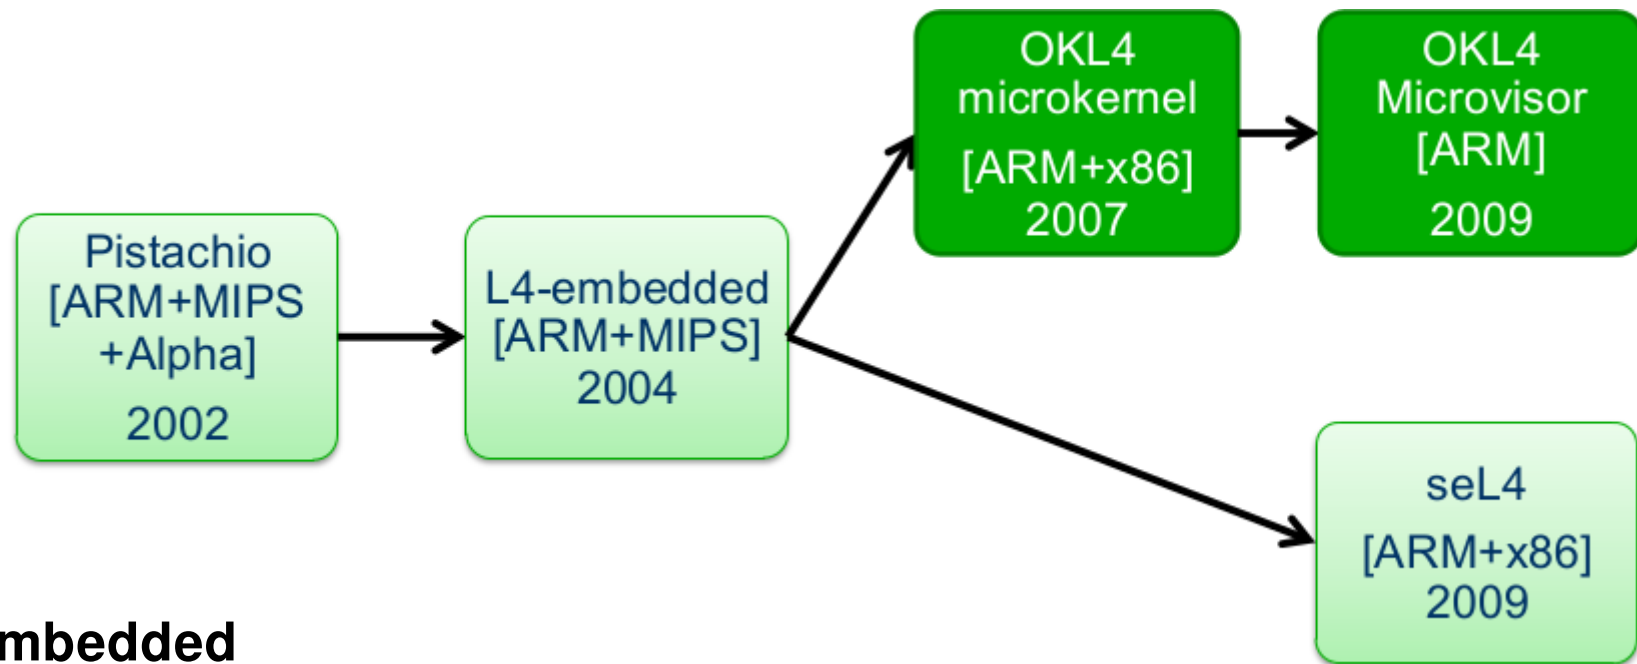 Pistachio
[ARM+MIPS
+Alpha]
2002
L4-embedded
[ARM+MIPS]
2004
OKL4
microkernel
[ARM+x86]
2007
OKL4
Microvisor
[ARM]
2009
seL4
[ARM+x86]
2009
mbedded